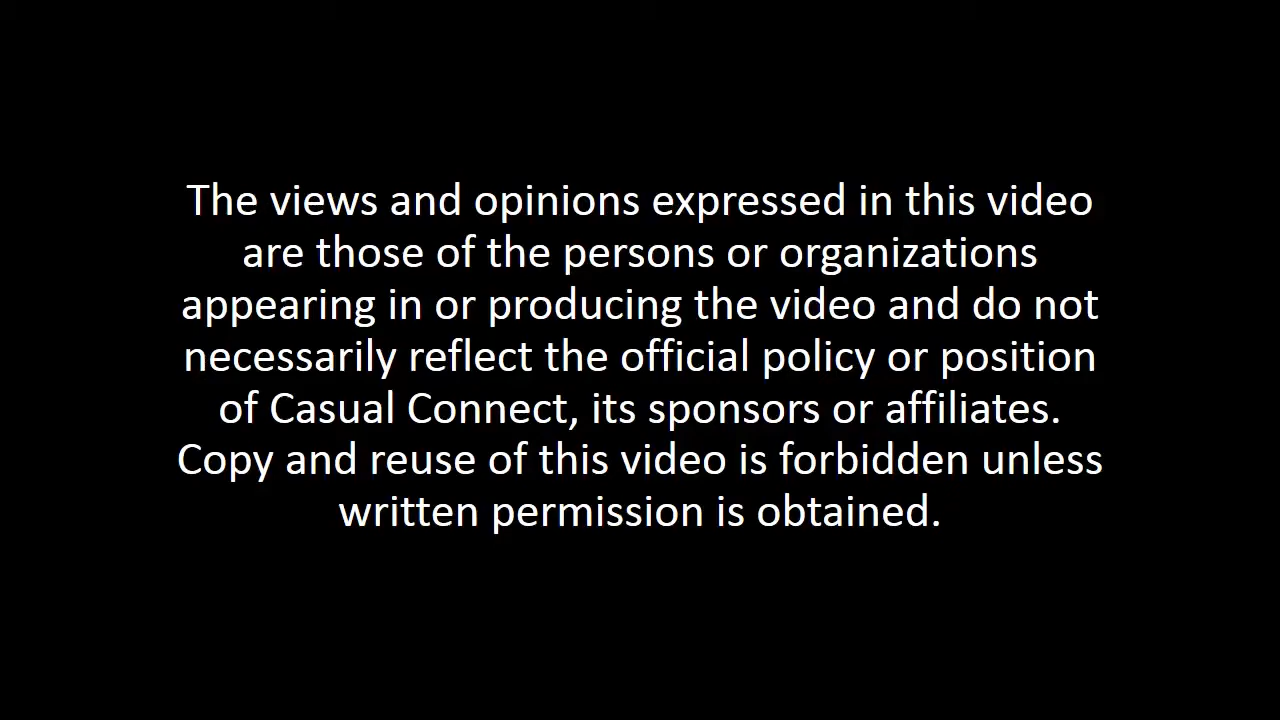 The views and opinions expressed in this video
are those of the persons or organizations
appearing in or producing the video and do not
necessarily reflect the official policy or position
of Casual Connect, its sponsors or affiliates.
Copy and reuse of this video is forbidden unless
written permission is obtained.